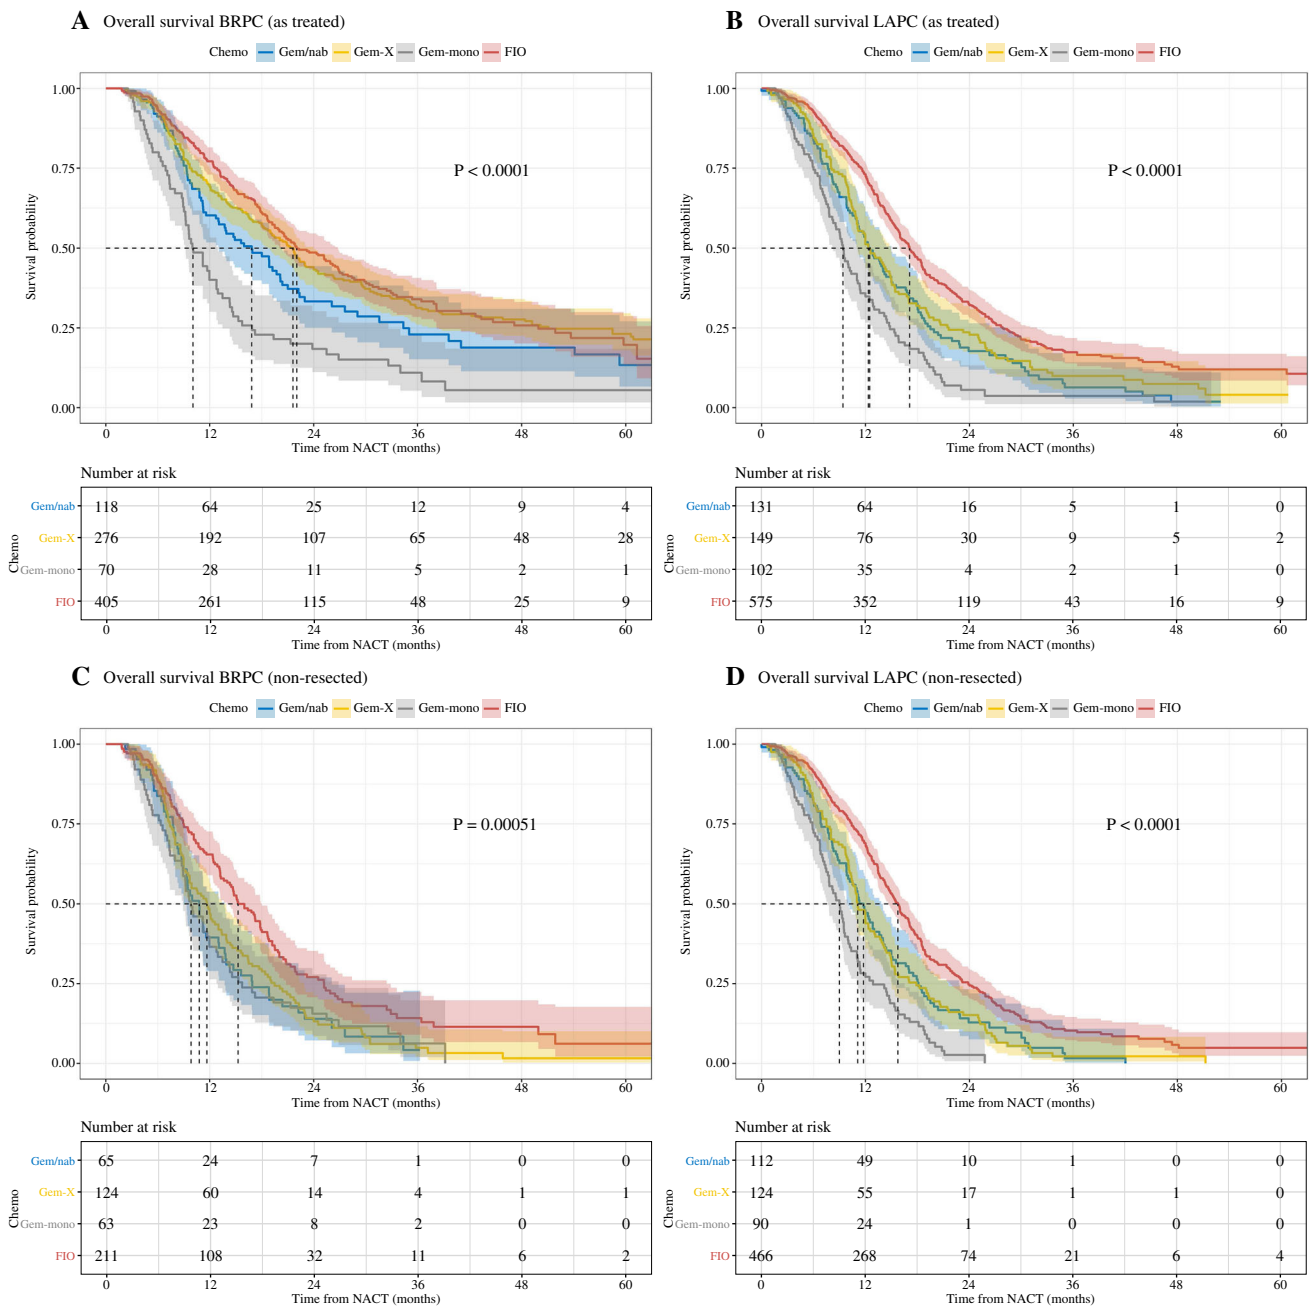 A Overall survival BRPC (as treated)
Chemo Gem/nab Gem-X Gem-mono FIO
1.00
0.75
0.50
0.25
0.00
Survival probability
P < 0.0001
0 12 24 36 48 60
Time from NACT (months)
Number at risk
Chemo
Gem/nab 118 64 25 12 9 4
Gem-X 276 192 107 65 48 28
Gem-mono 70 28 11 5 2 1
FIO 405 261 115 48 25 9
0 12 24 36 48 60
Time from NACT (months)
B Overall survival LAPC (as treated)
Chemo Gem/nab Gem-X Gem-mono FIO
1.00
0.75
0.50
0.25
0.00
Survival probability
P < 0.0001
0 12 24 36 48 60
Time from NACT (months)
Number at risk
Chemo
Gem/nab 131 64 16 5 1 0
Gem-X 149 76 30 9 5 2
Gem-mono 102 35 4 2 1 0
FIO 575 352 119 43 16 9
0 12 24 36 48 60
Time from NACT (months)
C Overall survival BRPC (non-resected)
Chemo Gem/nab Gem-X Gem-mono FIO
1.00
0.75
0.50
0.25
0.00
Survival probability
P = 0.00051
0 12 24 36 48 60
Time from NACT (months)
Number at risk
Chemo
Gem/nab 65 24 7 1 0 0
Gem-X 124 60 14 4 1 1
Gem-mono 63 23 8 2 0 0
FIO 211 108 32 11 6 2
0 12 24 36 48 60
Time from NACT (months)
D Overall survival LAPC (non-resected)
Chemo Gem/nab Gem-X Gem-mono FIO
1.00
0.75
0.50
0.25
0.00
Survival probability
P < 0.0001
0 12 24 36 48 60
Time from NACT (months)
Number at risk
Chemo
Gem/nab 112 49 10 1 0 0
Gem-X 124 55 17 1 1 0
Gem-mono 90 24 1 0 0 0
FIO 466 268 74 21 6 4
0 12 24 36 48 60
Time from NACT (months)